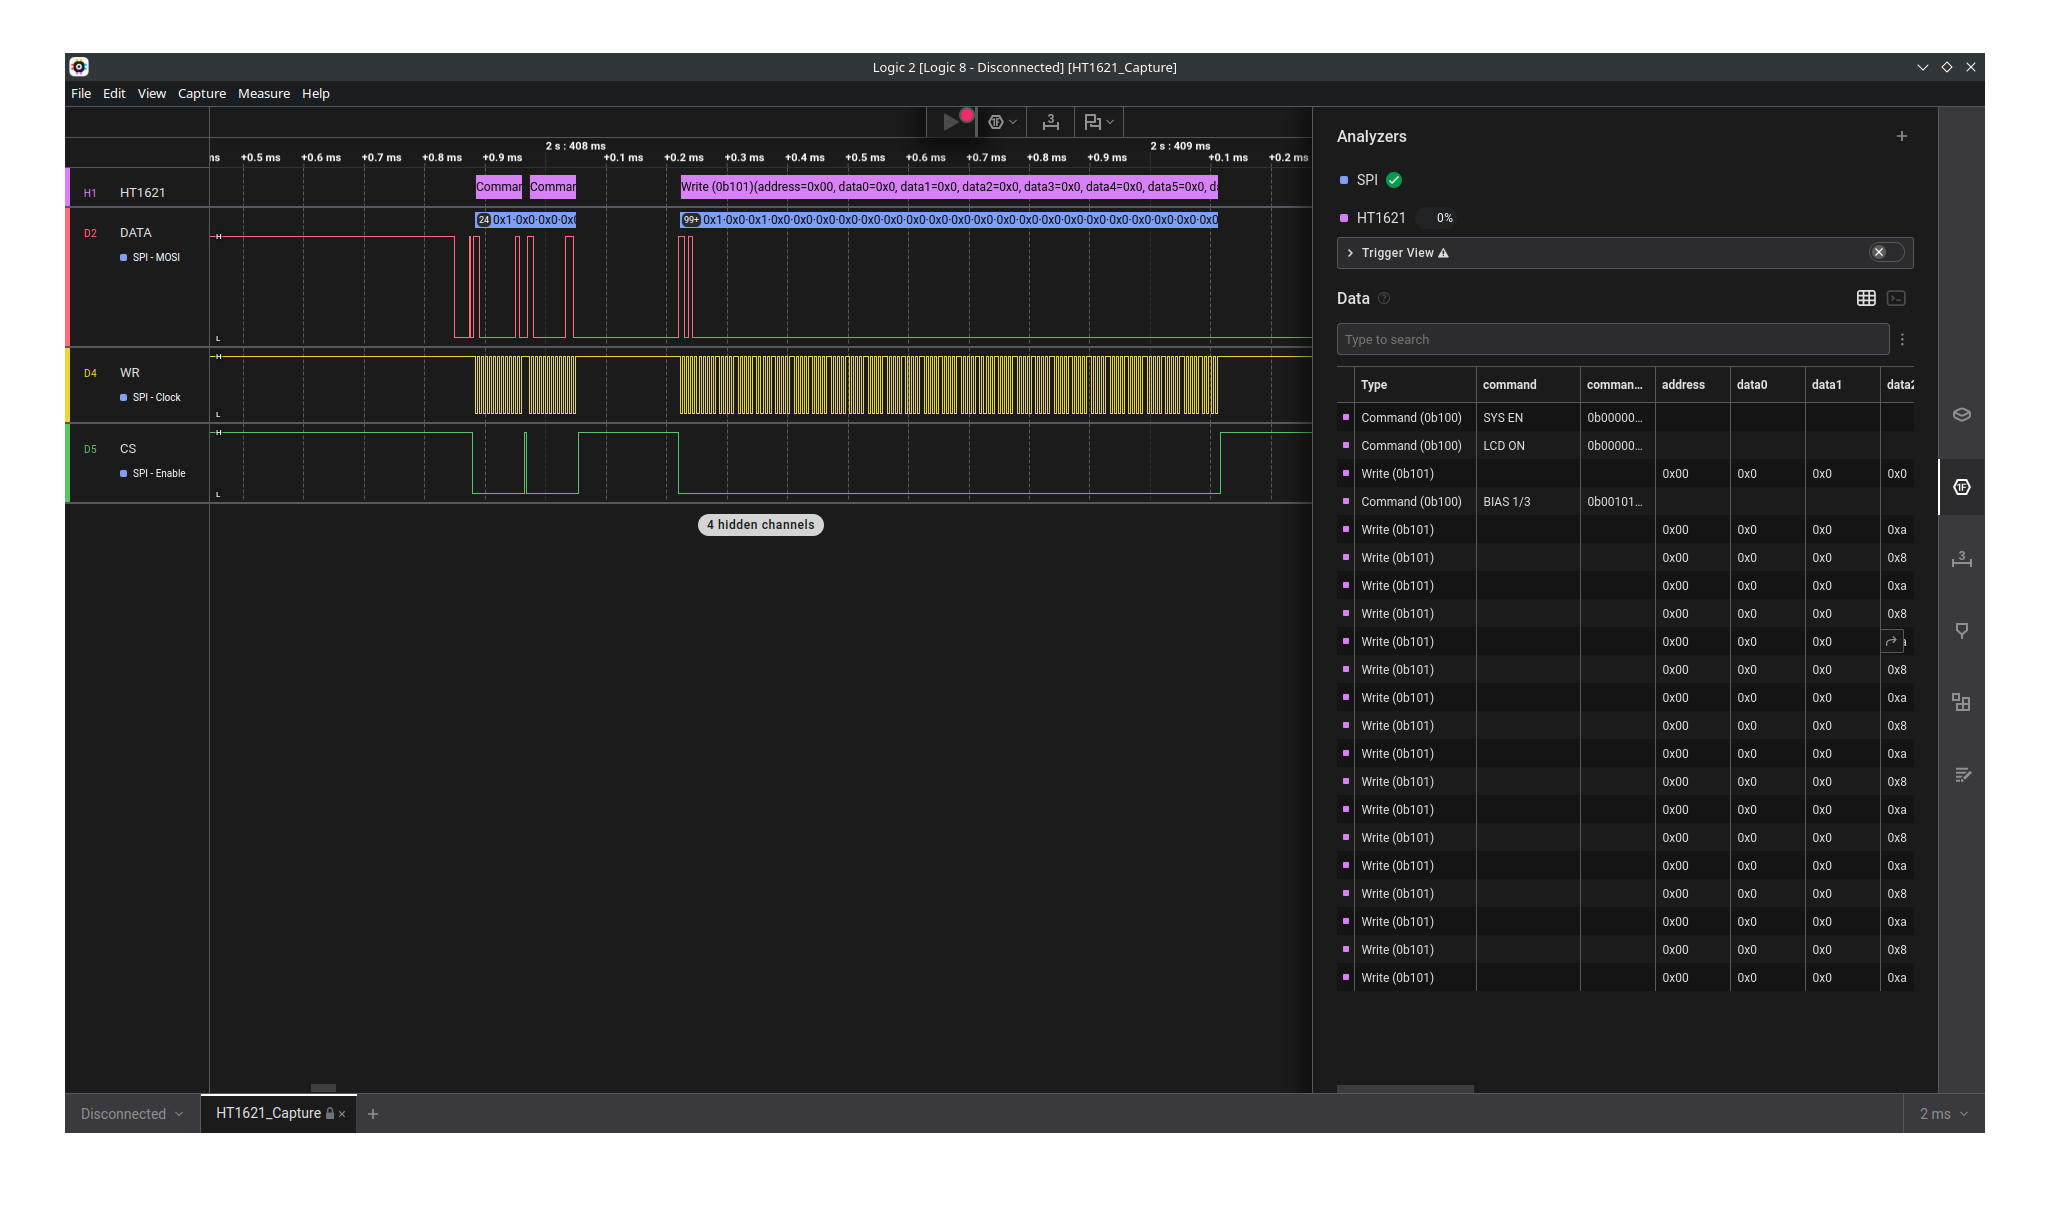 Logic 2 [Logic 8 - Disconnected] [HT1621_Capture]
File Edit View Capture Measure Help
2 s : 408 ms 2 s : 409 ms
ms +0.5 ms +0.6 ms +0.7 ms +0.8 ms +0.9 ms +0.1 ms +0.2 ms +0.3 ms +0.4 ms +0.5 ms +0.6 ms +0.7 ms +0.8 ms +0.9 ms +0.1 ms +0.2 ms
H1 HT1621 Comman Comman Write (0b101)(address=0x00, data0=0x0, data1=0x0, data2=0x0, data3=0x0, data4=0x0, data5=0x0, da
24 0x1·0x0·0x0·0x0 99+ 0x1·0x0·0x1·0x0·0x0·0x0·0x0·0x0·0x0·0x0·0x0·0x0·0x0·0x0·0x0·0x0·0x0·0x0·0x0·0x0·0x0·0x0
D2 DATA H
SPI - MOSI
L
H
D4 WR
SPI - Clock
L
H
D5 CS
SPI - Enable
L
4 hidden channels
Analyzers
SPI
HT1621 0%
Trigger View
Data
Type to search
Type command comman... address data0 data1 data2
Command (0b100) SYS EN 0b00000...
Command (0b100) LCD ON 0b00000...
Write (0b101) 0x00 0x0 0x0 0x0
Command (0b100) BIAS 1/3 0b00101...
Write (0b101) 0x00 0x0 0x0 0xa
Write (0b101) 0x00 0x0 0x0 0x8
Write (0b101) 0x00 0x0 0x0 0xa
Write (0b101) 0x00 0x0 0x0 0x8
Write (0b101) 0x00 0x0 0x0
Write (0b101) 0x00 0x0 0x0 0x8
Write (0b101) 0x00 0x0 0x0 0xa
Write (0b101) 0x00 0x0 0x0 0x8
Write (0b101) 0x00 0x0 0x0 0xa
Write (0b101) 0x00 0x0 0x0 0x8
Write (0b101) 0x00 0x0 0x0 0xa
Write (0b101) 0x00 0x0 0x0 0x8
Write (0b101) 0x00 0x0 0x0 0xa
Write (0b101) 0x00 0x0 0x0 0x8
Write (0b101) 0x00 0x0 0x0 0xa
Write (0b101) 0x00 0x0 0x0 0x8
Write (0b101) 0x00 0x0 0x0 0xa
Disconnected HT1621_Capture × + 2 ms